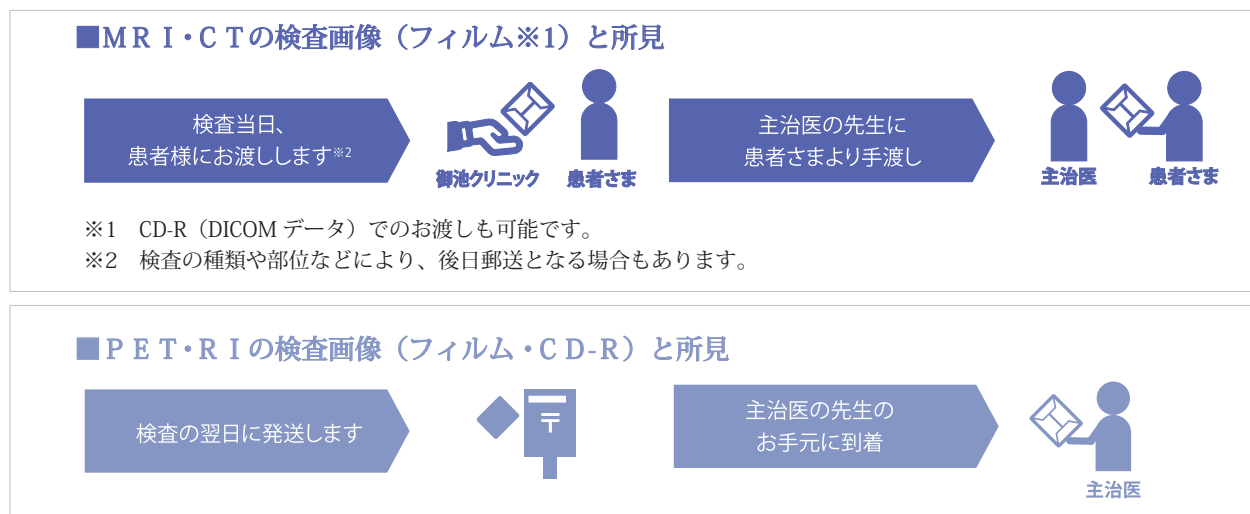 ■ＭＲＩ・ＣＴの検査画像（フィルム※1）と所見
検査当日、
患者様にお渡しします※2
御池クリニック
患者さま
主治医の先生に
患者さまより手渡し
主治医
患者さま
※1　CD-R（DICOM データ）でのお渡しも可能です。
※2　検査の種類や部位などにより、後日郵送となる場合もあります。
■ＰＥＴ・ＲＩの検査画像（フィルム・ＣＤ-Ｒ）と所見
検査の翌日に発送します
〒
主治医の先生の
お手元に到着
主治医